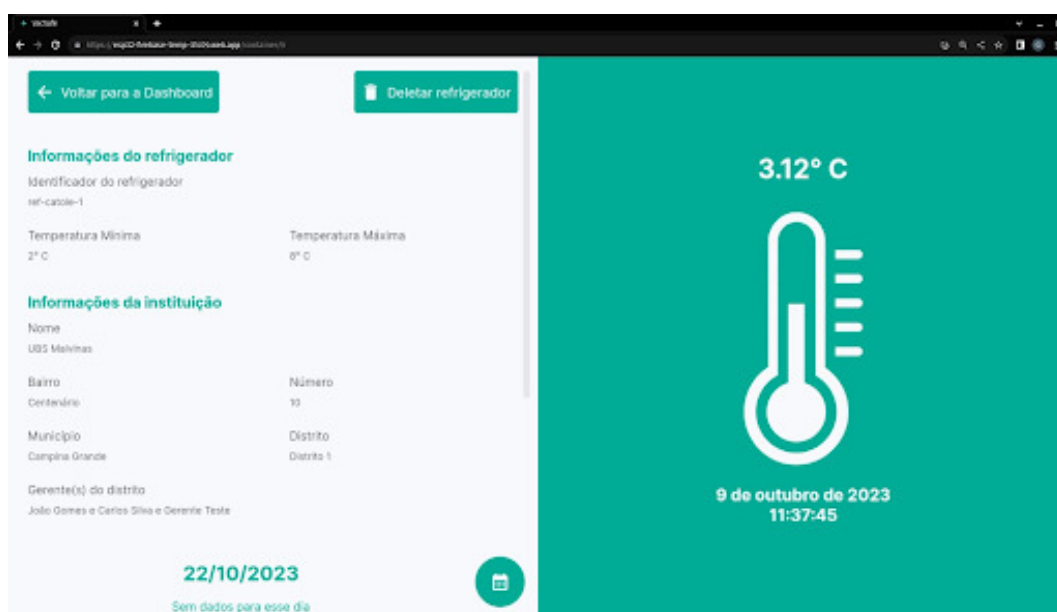 Voltar para a Dashboard
Deletar refrigerador
Informações do refrigerador
Identificador do refrigerador
ref-catole-1
Temperatura Mínima
Temperatura Máxima
2° C
8° C
Informações da instituição
Nome
UBS Malvinas
Bairro
Número
Centenário
10
Município
Distrito
Campina Grande
Distrito 1
Gerente(s) do distrito
João Gomes e Carlos Silva e Gerente Teste
22/10/2023
Sem dados para esse dia
3.12° C
9 de outubro de 2023
11:37:45